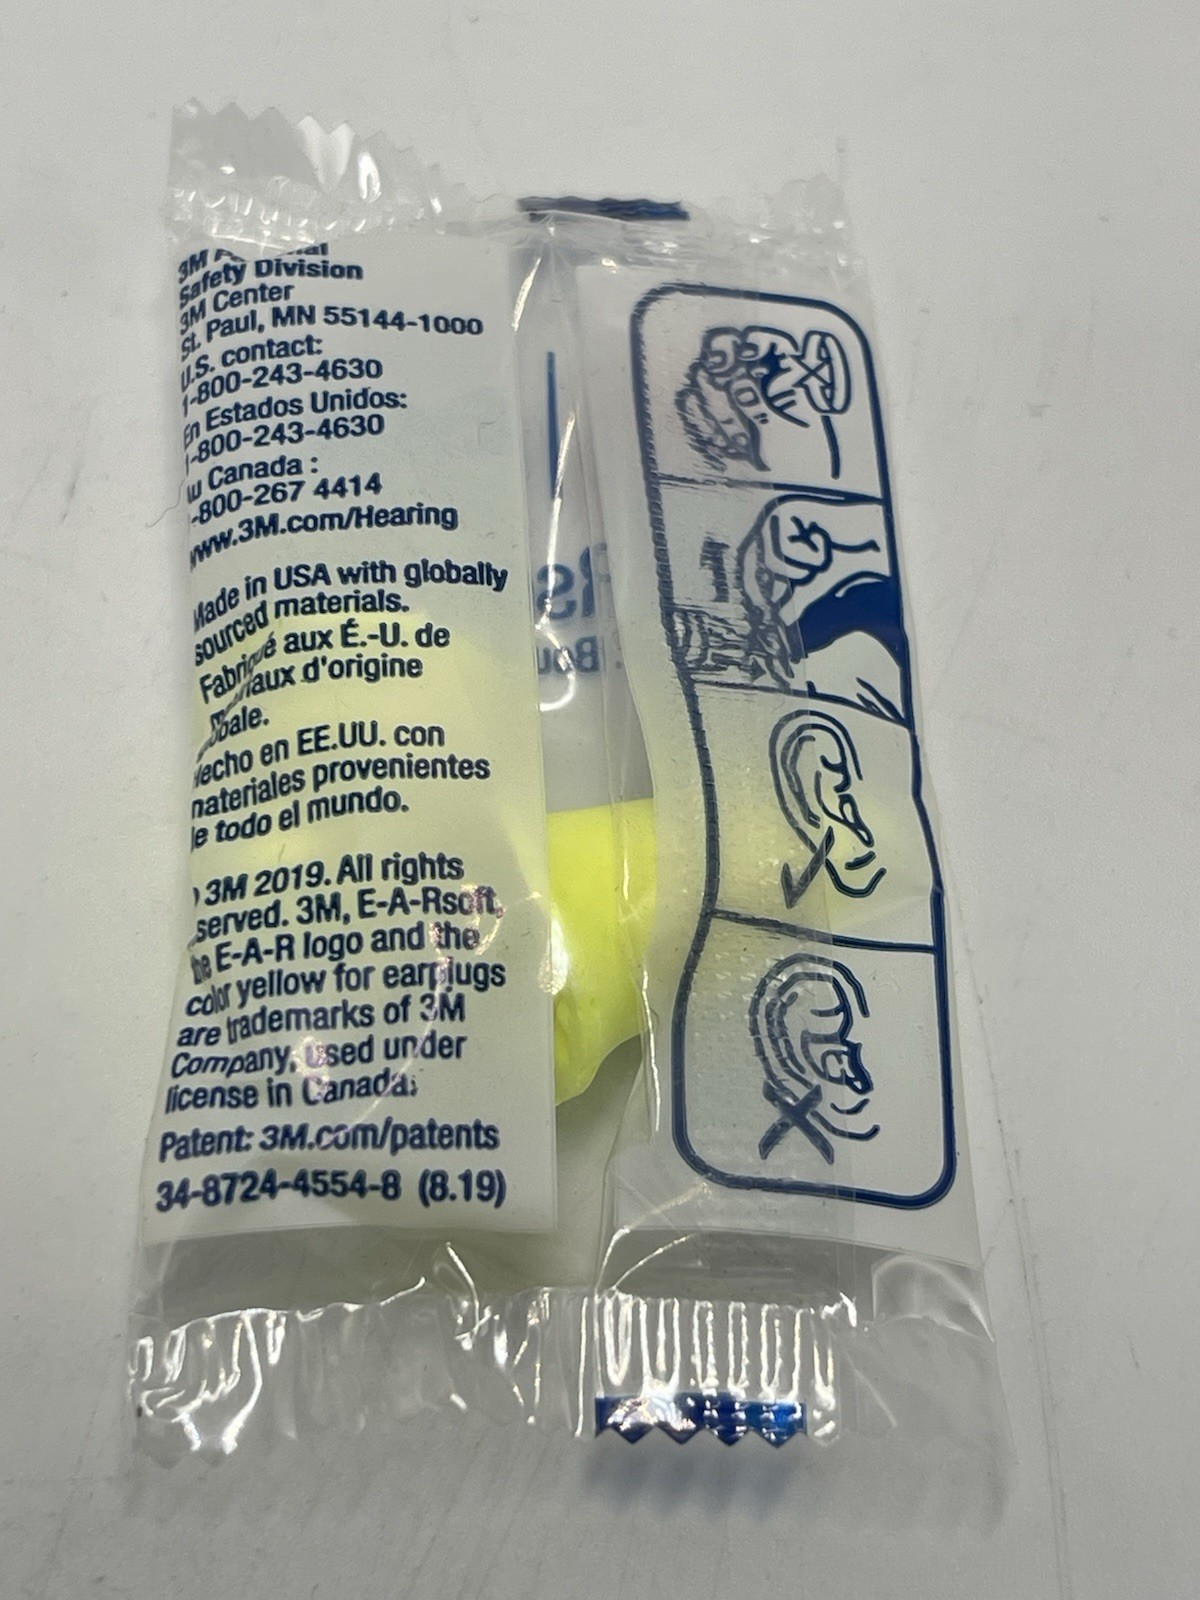 3M
Safety Division
3M Center
St. Paul, MN 55144-1000
U.S. contact:
1-800-243-4630
En Estados Unidos:
1-800-243-4630
Canada :
-800-267 4414
www.3M.com/Hearing
Made in USA with globally
sourced materials.
Fabriqué aux É.-U. de
d'origine
Hecho en EE.UU. con
materiales provenientes
de todo el mundo.
3M 2019. All rights
served. 3M, E-A-Rsoft,
the E-A-R logo and the
color yellow for earplugs
are trademarks of 3M
Company, used under
license in Canada.
Patent: 3M.com/patents
34-8724-4554-8 (8.19)